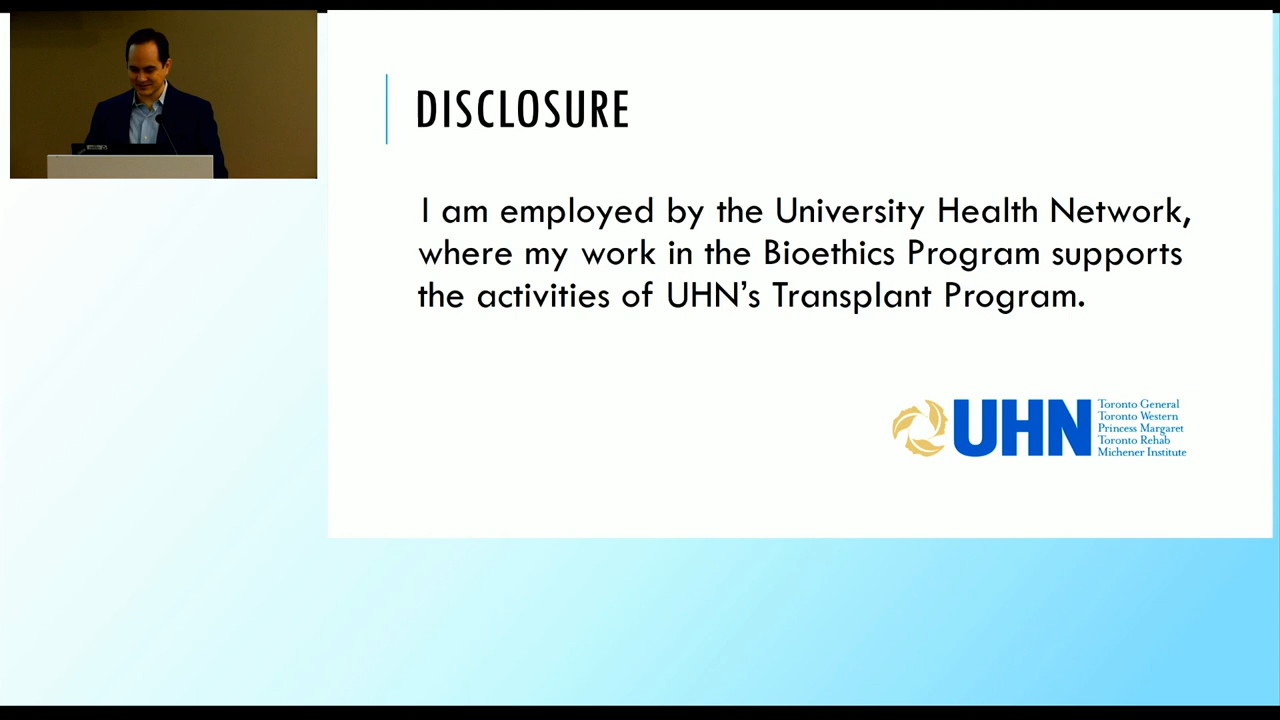 DISCLOSURE
I am employed by the University Health Network,
where my work in the Bioethics Program supports
the activities of UHN's Transplant Program.
UHN
Toronto General
Toronto Western
Princess Margaret
Toronto Rehab
Michener Institute